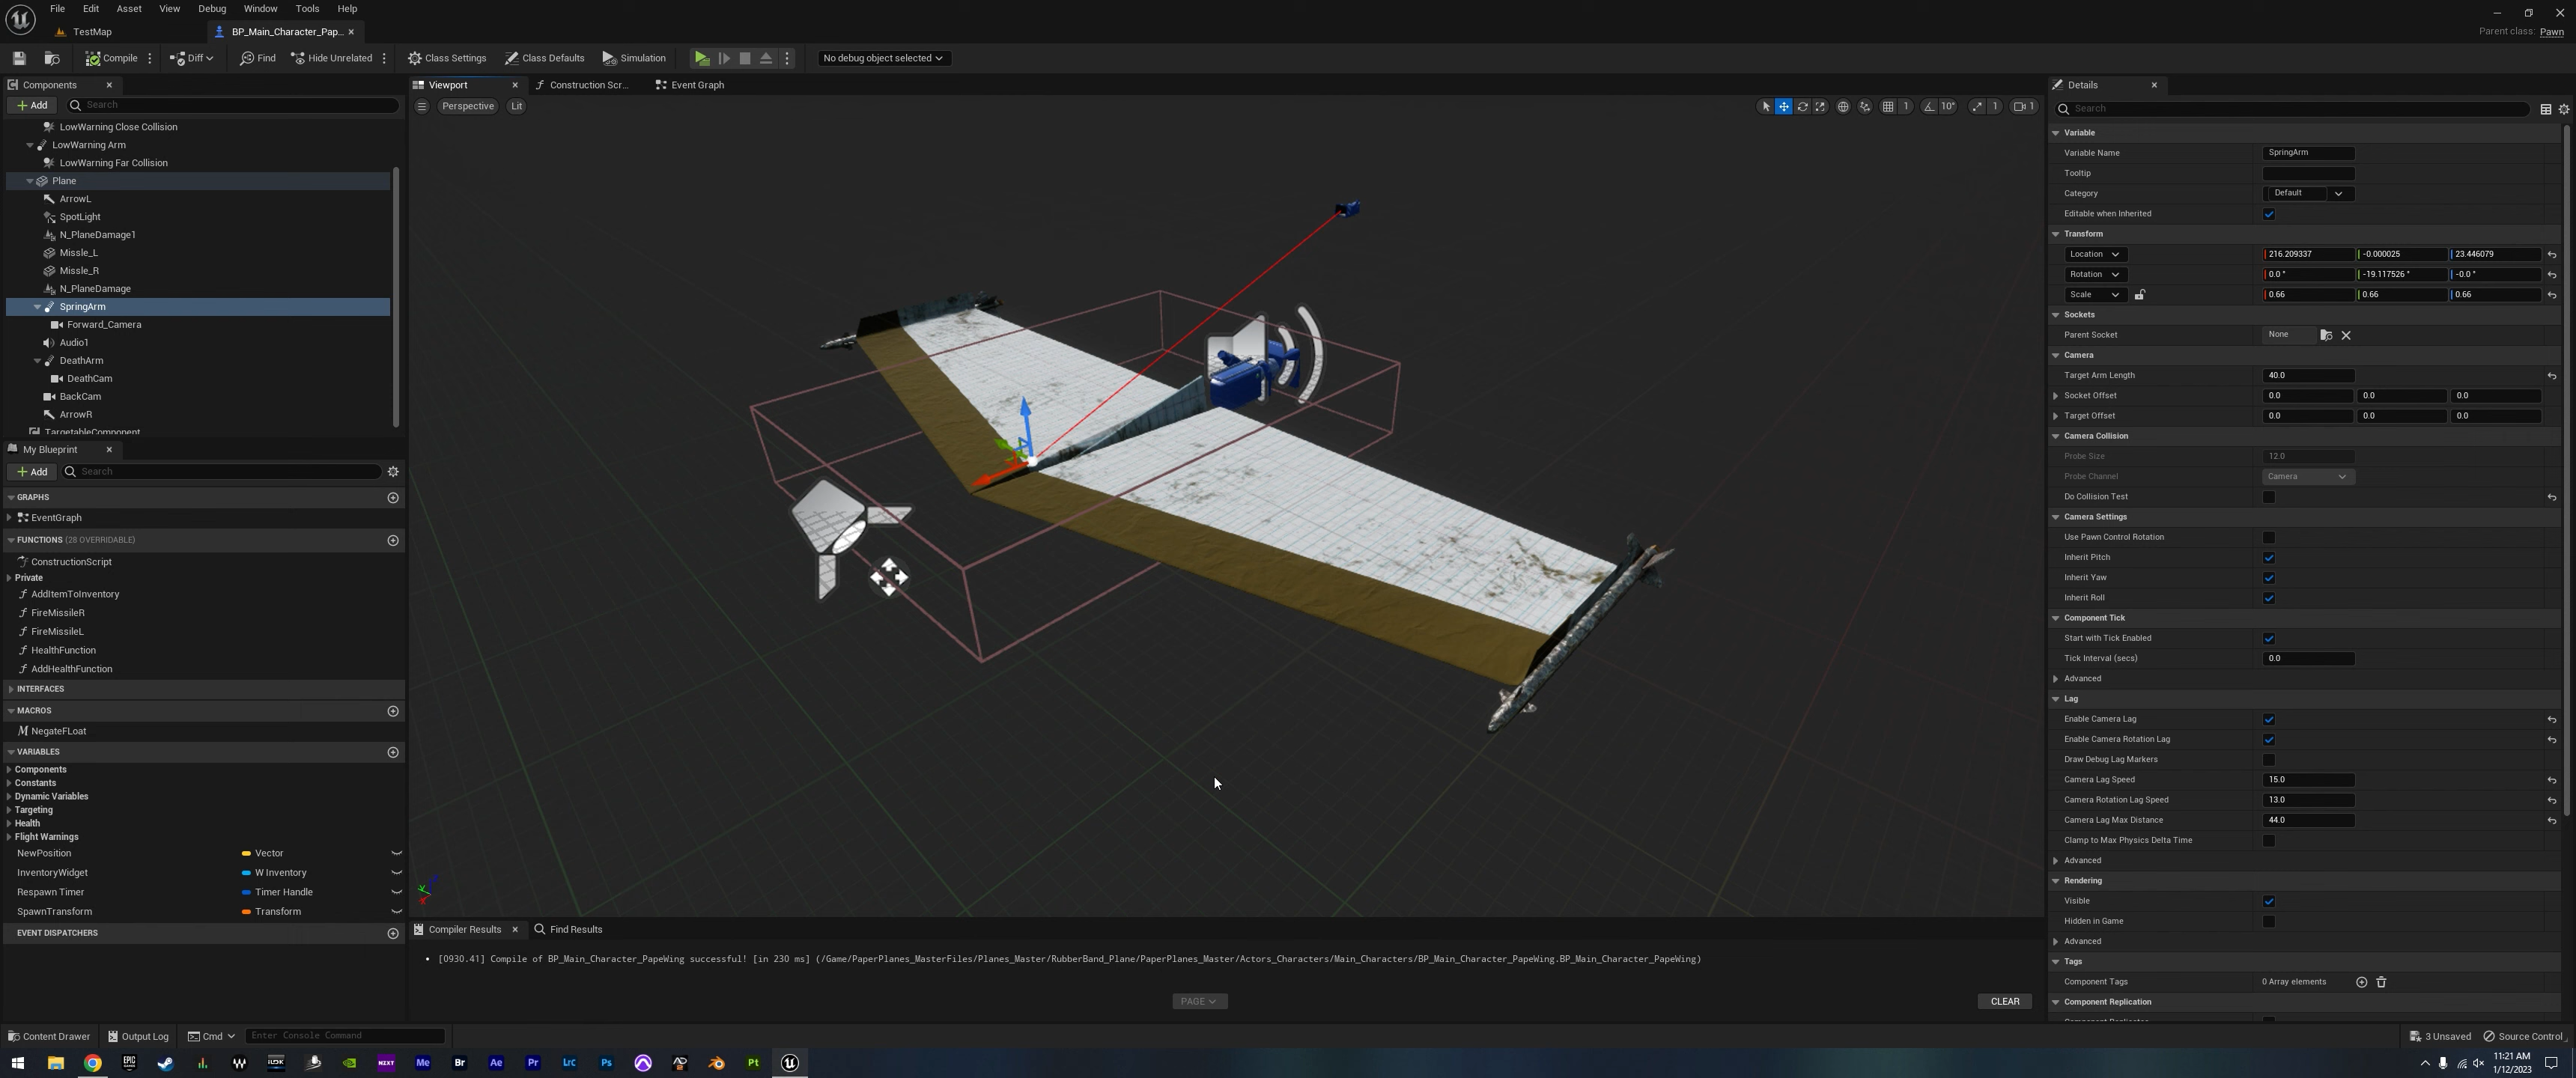 File Edit Asset View Debug Window Tools Help
TestMap BP_Main_Character_Pap...
Parent class: Pawn
Compile Diff Find Hide Unrelated Class Settings Class Defaults Simulation No debug object selected
Components
Add Search
LowWarning Close Collision
LowWarning Arm
LowWarning Far Collision
Plane
ArrowL
SpotLight
N_PlaneDamage1
Missle_L
Missle_R
N_PlaneDamage
SpringArm
Forward_Camera
Audio1
DeathArm
DeathCam
BackCam
ArrowR
TargetableComponent
My Blueprint
Add Search
GRAPHS
EventGraph
FUNCTIONS (28 OVERRIDABLE)
ConstructionScript
Private
AddItemToInventory
FireMissileR
FireMissileL
HealthFunction
AddHealthFunction
INTERFACES
MACROS
NegateFLoat
VARIABLES
Components
Constants
Dynamic Variables
Targeting
Health
Flight Warnings
NewPosition Vector
InventoryWidget W Inventory
Respawn Timer Timer Handle
SpawnTransform Transform
EVENT DISPATCHERS
Viewport Construction Scr... Event Graph
Perspective Lit
1 10° 1 1
Compiler Results Find Results
[0930.41] Compile of BP_Main_Character_PapeWing successful! [in 230 ms] (/Game/PaperPlanes_MasterFiles/Planes_Master/RubberBand_Plane/PaperPlanes_Master/Actors_Characters/Main_Characters/BP_Main_Character_PapeWing.BP_Main_Character_PapeWing)
PAGE
CLEAR
Details
Search
Variable
Variable Name SpringArm
Tooltip
Category Default
Editable when Inherited
Transform
Location 216.209337 -0.000025 23.446079
Rotation 0.0 ° -19.117526 ° -0.0 °
Scale 0.66 0.66 0.66
Sockets
Parent Socket None
Camera
Target Arm Length 40.0
Socket Offset 0.0 0.0 0.0
Target Offset 0.0 0.0 0.0
Camera Collision
Probe Size 12.0
Probe Channel Camera
Do Collision Test
Camera Settings
Use Pawn Control Rotation
Inherit Pitch
Inherit Yaw
Inherit Roll
Component Tick
Start with Tick Enabled
Tick Interval (secs) 0.0
Advanced
Lag
Enable Camera Lag
Enable Camera Rotation Lag
Draw Debug Lag Markers
Camera Lag Speed 15.0
Camera Rotation Lag Speed 13.0
Camera Lag Max Distance 44.0
Clamp to Max Physics Delta Time
Advanced
Rendering
Visible
Hidden in Game
Advanced
Tags
Component Tags 0 Array elements
Component Replication
Content Drawer Output Log Cmd Enter Console Command
3 Unsaved Source Control
EPIC NEXT Me Br Ae Pr LrC Ps Pt
11:21 AM
1/12/2023